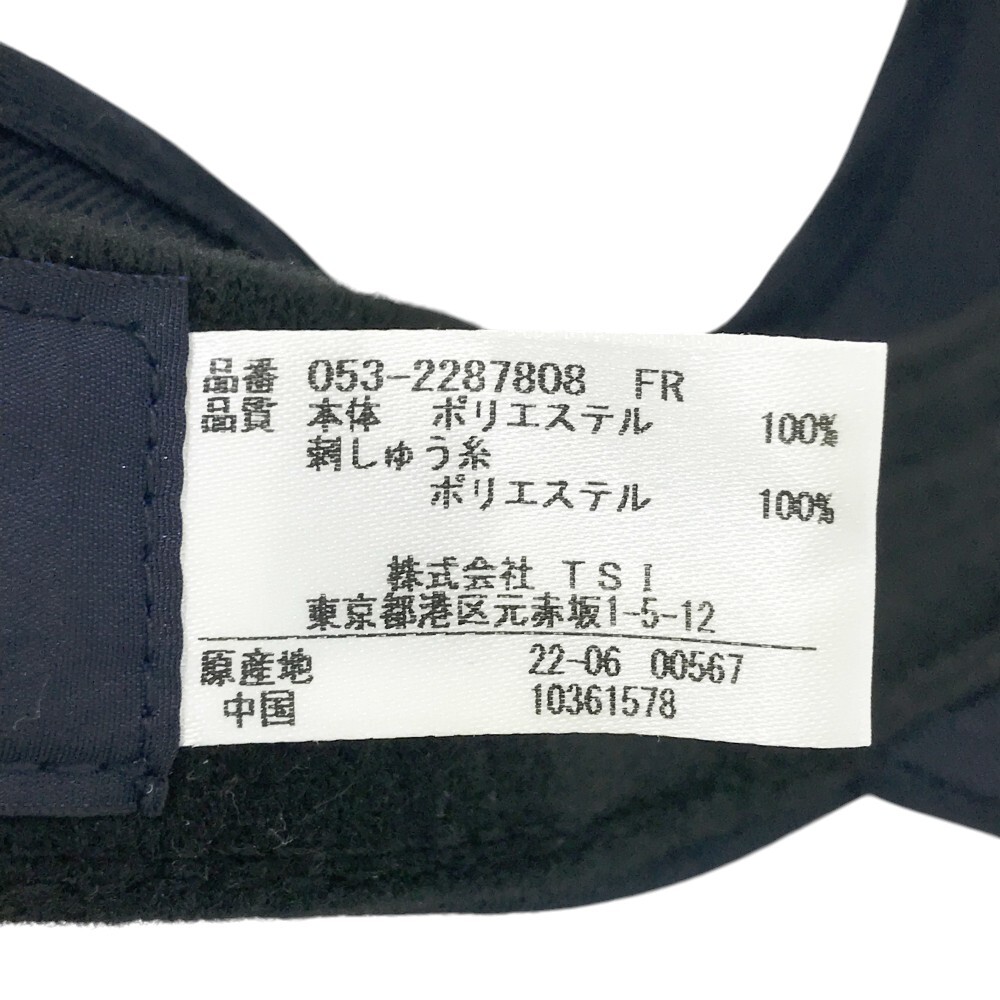 品番 053-2287808 FR
品質 本体 ポリエステル 100%
刺しゅう糸
ポリエステル 100%
株式会社 TSI
東京都港区元赤坂1-5-12
原産地 22-06 00567
中国 10361578